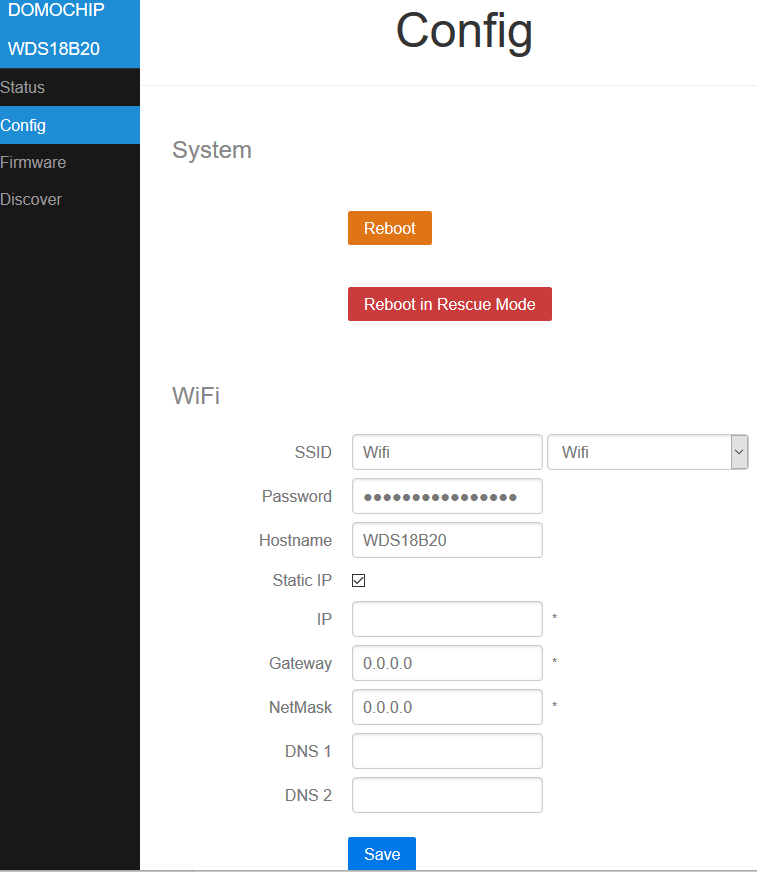 DOMOCHIP
WDS18B20
Status
Config
Firmware
Discover
Config
System
Reboot
Reboot in Rescue Mode
WiFi
SSID Wifi Wifi
Password ●●●●●●●●●●●●●●●●
Hostname WDS18B20
Static IP
IP *
Gateway 0.0.0.0 *
NetMask 0.0.0.0 *
DNS 1
DNS 2
Save